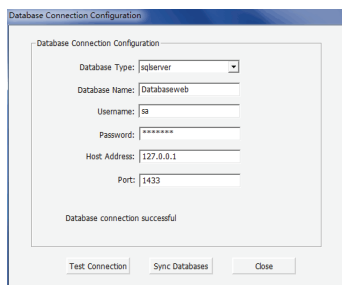 Database Connection Configuration
Database Connection Configuration
Database Type: sqlserver
Database Name: Databaseweb
Username: sa
Password: *******
Host Address: 127.0.0.1
Port: 1433
Database connection successful
Test Connection Sync Databases Close